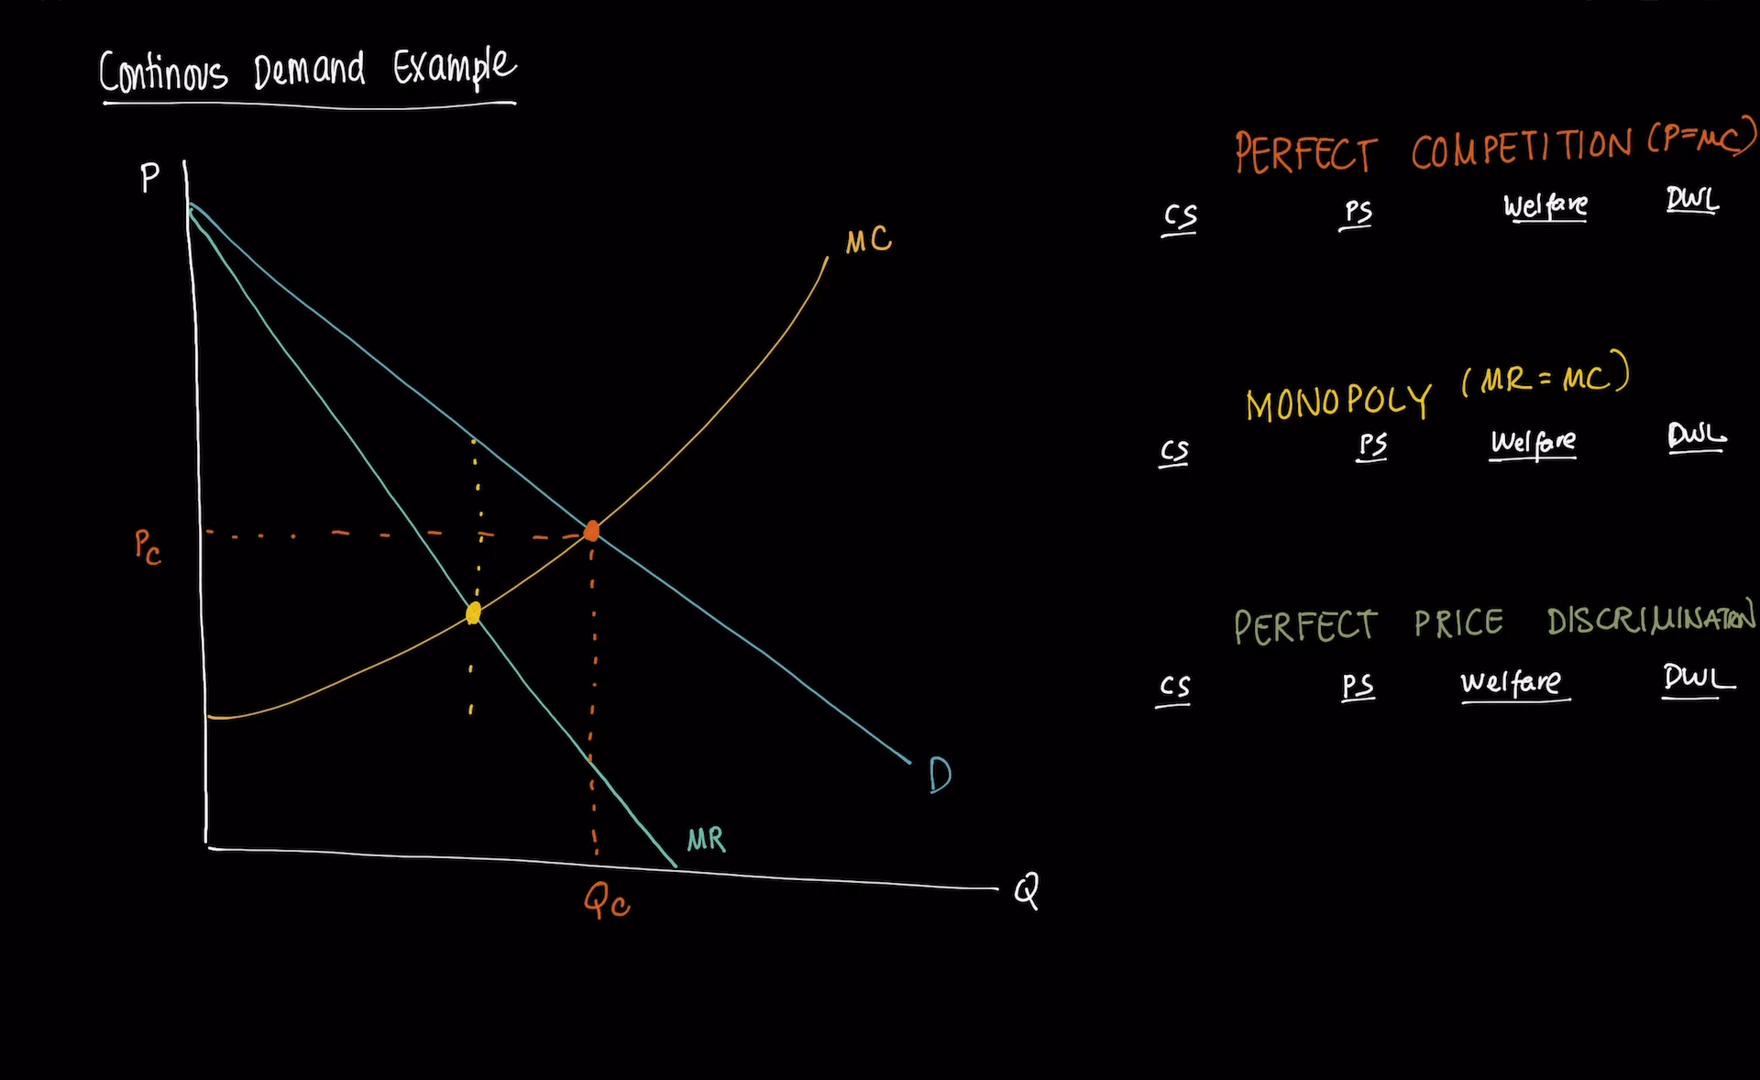 Continous Demand Example
P
MC
Pc
D
MR
Q
Qc
PERFECT COMPETITION (P=MC)
CS PS Welfare DWL
MONOPOLY (MR = MC)
CS PS Welfare DWL
PERFECT PRICE DISCRIMINATION
CS PS Welfare DWL